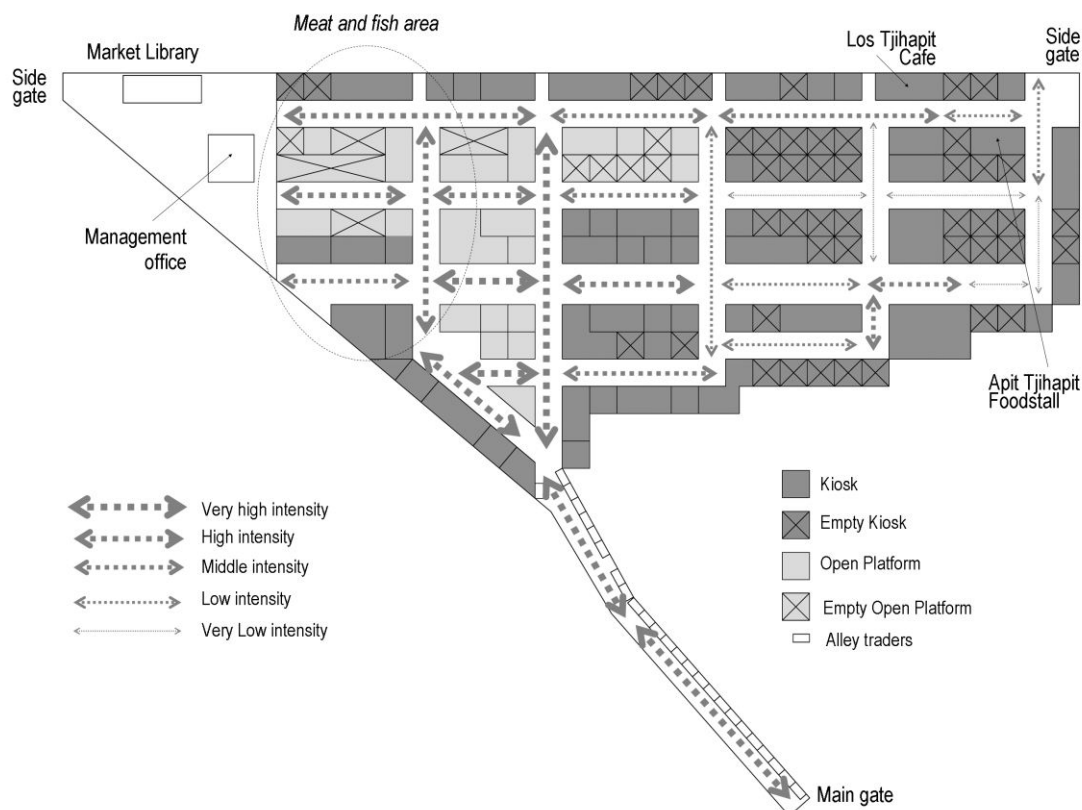 Meat and fish area
Market Library
Side
gate
Los Tjihapit
Cafe
Side
gate
Management
office
Apit Tjihapit
Foodstall
Very high intensity
High intensity
Middle intensity
Low intensity
Very Low intensity
Kiosk
Empty Kiosk
Open Platform
Empty Open Platform
Alley traders
Main gate